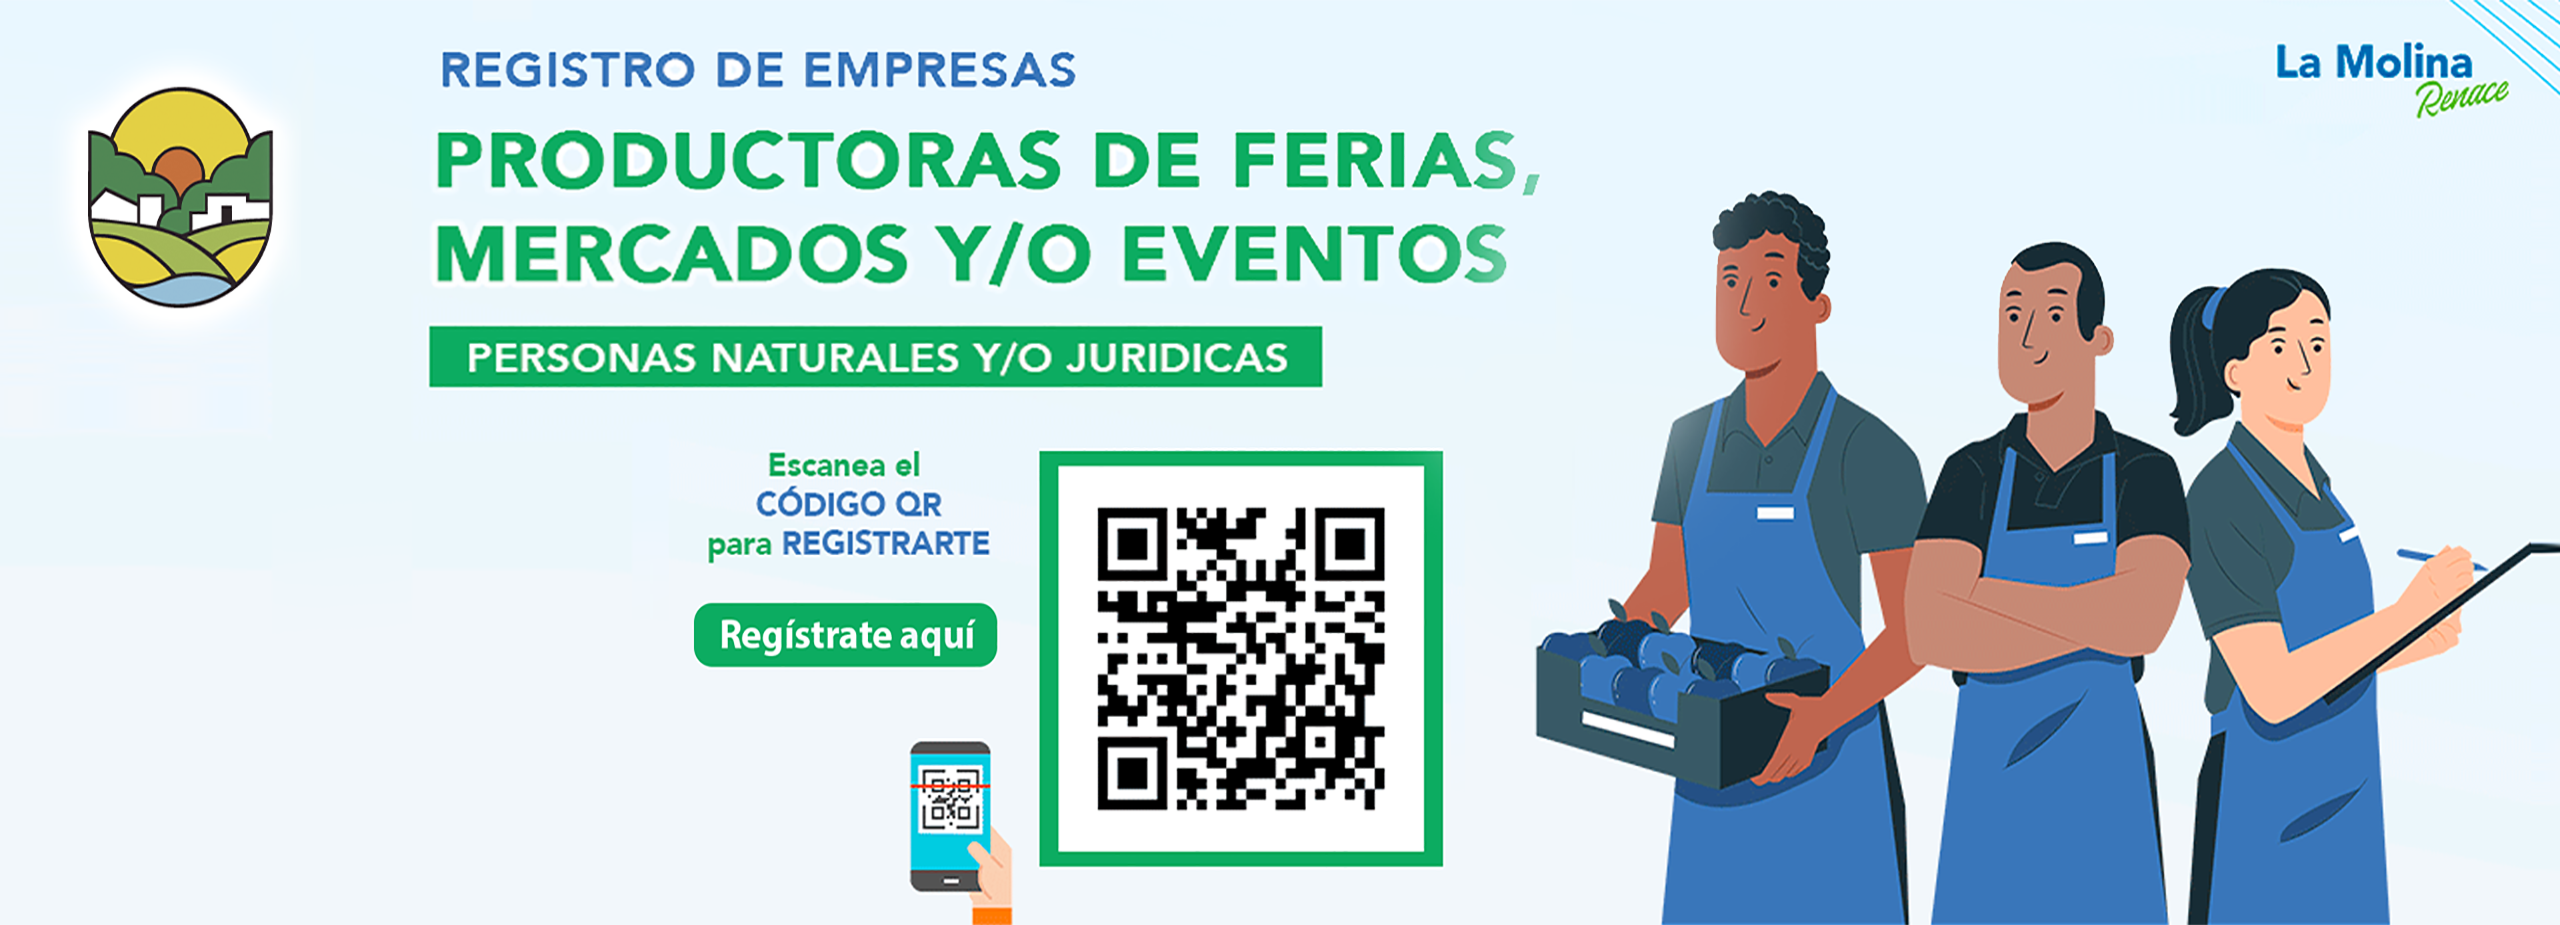 REGISTRO DE EMPRESAS
La Molina
Renace
PRODUCTORAS DE FERIAS,
MERCADOS Y/O EVENTOS
PERSONAS NATURALES Y/O JURIDICAS
Escanea el
CÓDIGO QR
para REGISTRARTE
Regístrate aquí